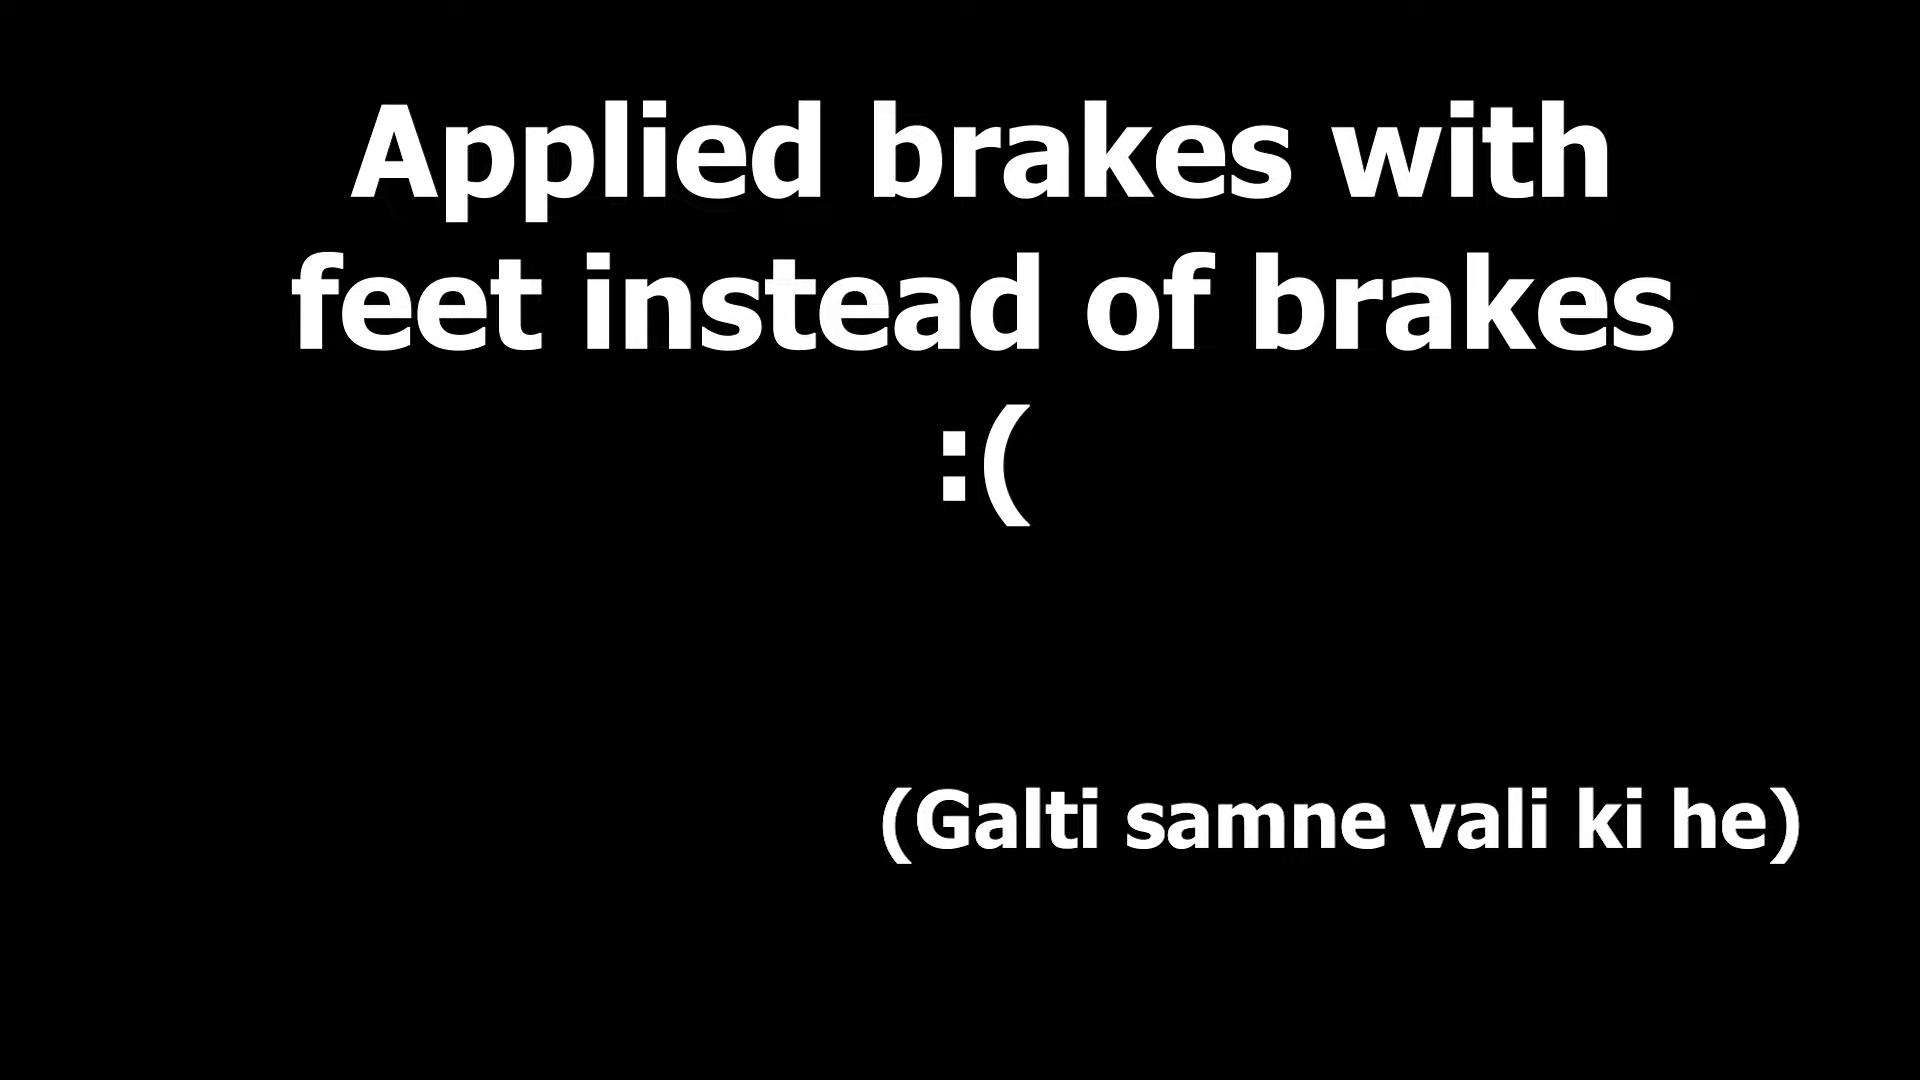 Applied brakes with
feet instead of brakes
:(
(Galti samne vali ki he)